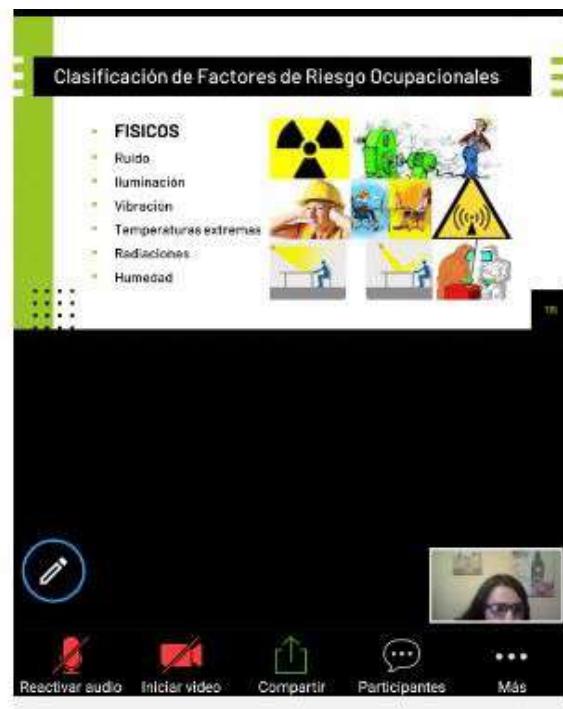 Clasificación de Factores de Riesgo Ocupacionales
FISICOS
Ruido
Iluminación
Vibración
Temperaturas extremas
Radiaciones
Humedad
Reactivar audio
Iniciar video
Compartir
Participantes
Más